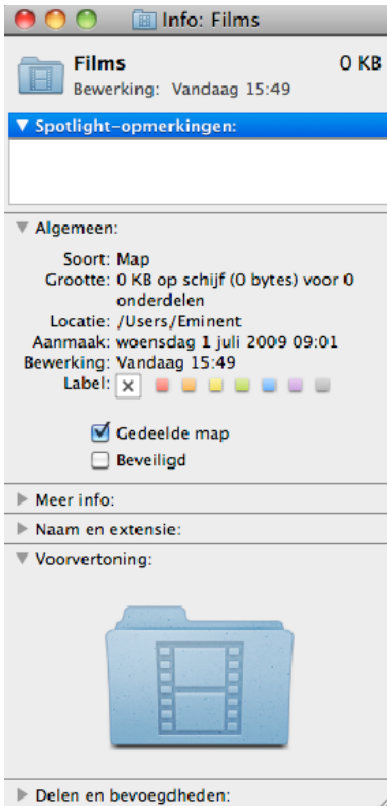 Info: Films
Films 0 KB
Bewerking: Vandaag 15:49
Spotlight-opmerkingen:
Algemeen:
Soort: Map
Grootte: 0 KB op schijf (0 bytes) voor 0
onderdelen
Locatie: /Users/Eminent
Aanmaak: woensdag 1 juli 2009 09:01
Bewerking: Vandaag 15:49
Label:
Gedeelde map
Beveiligd
Meer info:
Naam en extensie:
Voorvertoning:
Delen en bevoegdheden: